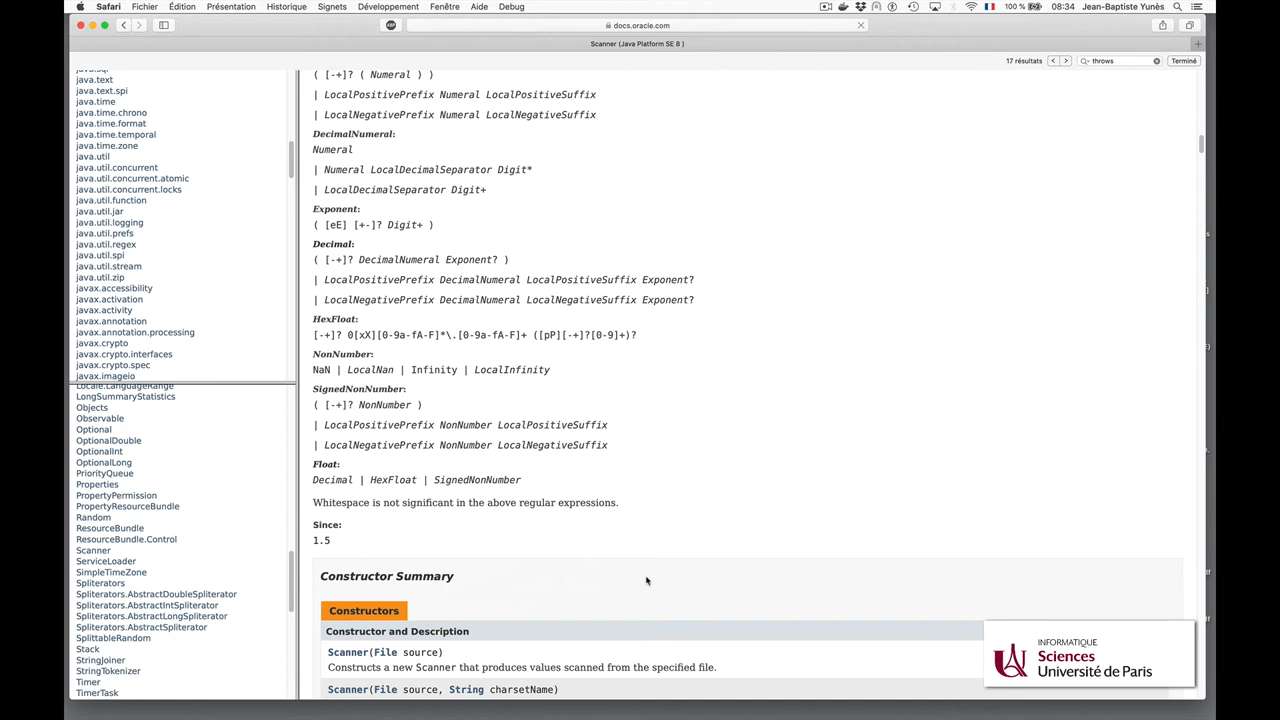 Safari Fichier Édition Présentation Historique Signets Développement Fenêtre Aide Debug 100 % 08:34 Jean-Baptiste Yunès
docs.oracle.com
Scanner (Java Platform SE 8 )
17 résultats throws Terminé
java.sql
java.text
java.text.spi
java.time
java.time.chrono
java.time.format
java.time.temporal
java.time.zone
java.util
java.util.concurrent
java.util.concurrent.atomic
java.util.concurrent.locks
java.util.function
java.util.jar
java.util.logging
java.util.prefs
java.util.regex
java.util.spi
java.util.stream
java.util.zip
javax.accessibility
javax.activation
javax.activity
javax.annotation
javax.annotation.processing
javax.crypto
javax.crypto.interfaces
javax.crypto.spec
javax.imageio
Locale.LanguageRange
LongSummaryStatistics
Objects
Observable
Optional
OptionalDouble
OptionalInt
OptionalLong
PriorityQueue
Properties
PropertyPermission
PropertyResourceBundle
Random
ResourceBundle
ResourceBundle.Control
Scanner
ServiceLoader
SimpleTimeZone
Spliterators
Spliterators.AbstractDoubleSpliterator
Spliterators.AbstractIntSpliterator
Spliterators.AbstractLongSpliterator
Spliterators.AbstractSpliterator
SplittableRandom
Stack
StringJoiner
StringTokenizer
Timer
TimerTask
( [-+]? ( Numeral ) )
| LocalPositivePrefix Numeral LocalPositiveSuffix
| LocalNegativePrefix Numeral LocalNegativeSuffix
DecimalNumeral:
Numeral
| Numeral LocalDecimalSeparator Digit*
| LocalDecimalSeparator Digit+
Exponent:
( [eE] [+-]? Digit+ )
Decimal:
( [-+]? DecimalNumeral Exponent? )
| LocalPositivePrefix DecimalNumeral LocalPositiveSuffix Exponent?
| LocalNegativePrefix DecimalNumeral LocalNegativeSuffix Exponent?
HexFloat:
[-+]? 0[xX][0-9a-fA-F]*\.[0-9a-fA-F]+ ([pP][-+]?[0-9]+)?
NonNumber:
NaN | LocalNan | Infinity | LocalInfinity
SignedNonNumber:
( [-+]? NonNumber )
| LocalPositivePrefix NonNumber LocalPositiveSuffix
| LocalNegativePrefix NonNumber LocalNegativeSuffix
Float:
Decimal | HexFloat | SignedNonNumber
Whitespace is not significant in the above regular expressions.
Since:
1.5
Constructor Summary
Constructors
Constructor and Description
Scanner(File source)
Constructs a new Scanner that produces values scanned from the specified file.
Scanner(File source, String charsetName)
INFORMATIQUE
Sciences
Université de Paris